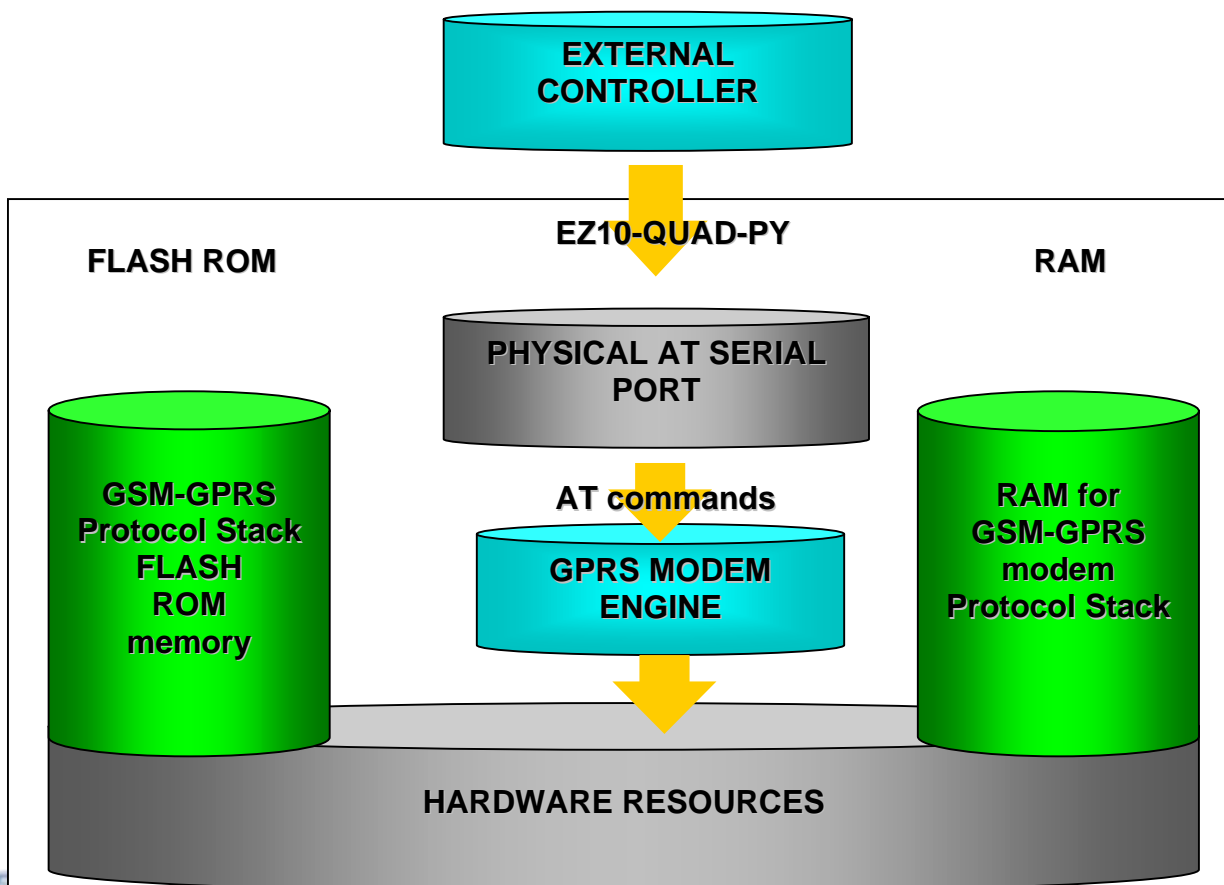 EXTERNAL
CONTROLLER
EZ10-QUAD-PY
FLASH ROM
RAM
PHYSICAL AT SERIAL
PORT
AT commands
GSM-GPRS
Protocol Stack
FLASH
ROM
memory
GPRS MODEM
ENGINE
RAM for
GSM-GPRS
modem
Protocol Stack
HARDWARE RESOURCES